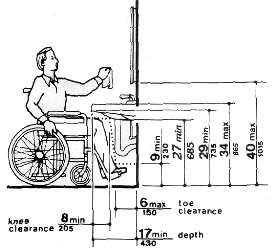 9 min
230
27 min
685
29 min
735
34 max
865
40 max
1015
6 max toe
150 clearance
knee 8 min
clearance 205
17 min depth
430